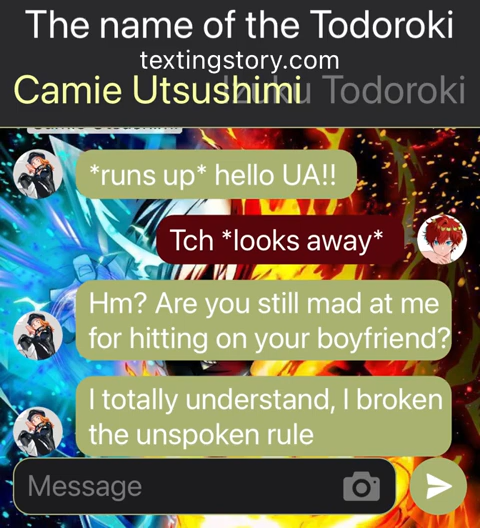 The name of the Todoroki
textingstory.com
Camie Utsushimi Izuku Todoroki
*runs up* hello UA!!
Tch *looks away*
Hm? Are you still mad at me
for hitting on your boyfriend?
I totally understand, I broken
the unspoken rule
Message